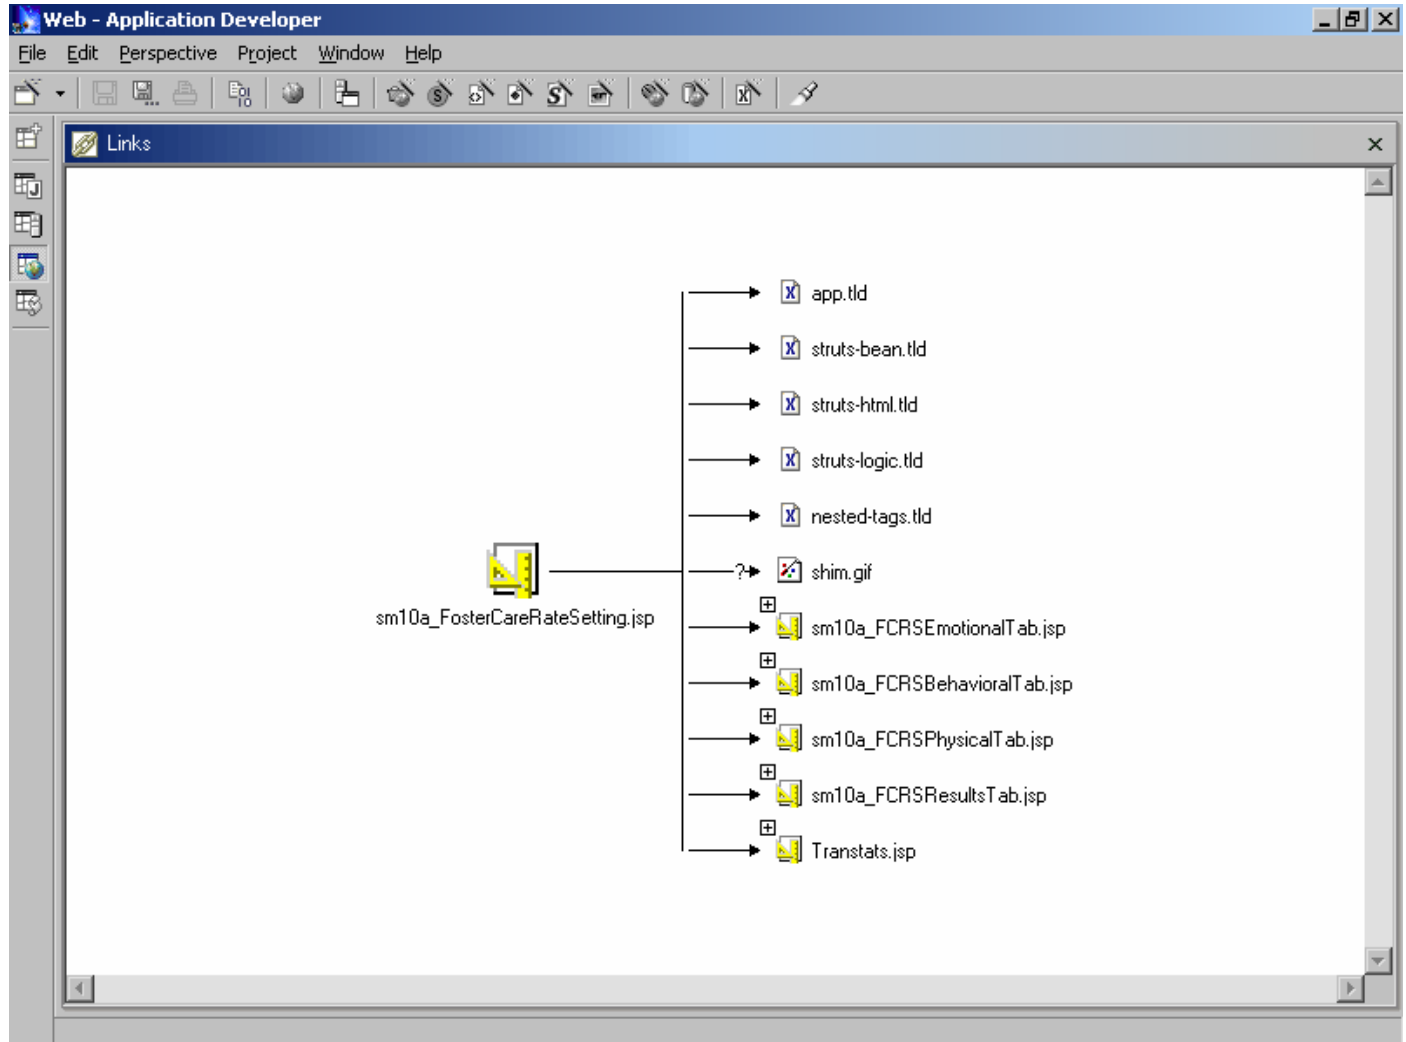 Web - Application Developer
File Edit Perspective Project Window Help
Links
app.tld
struts-bean.tld
struts-html.tld
struts-logic.tld
nested-tags.tld
? shim.gif
sm10a_FosterCareRateSetting.jsp
sm10a_FCRSEmotionalTab.jsp
sm10a_FCRSBehavioralTab.jsp
sm10a_FCRSPhysicalTab.jsp
sm10a_FCRSResultsTab.jsp
Transtats.jsp